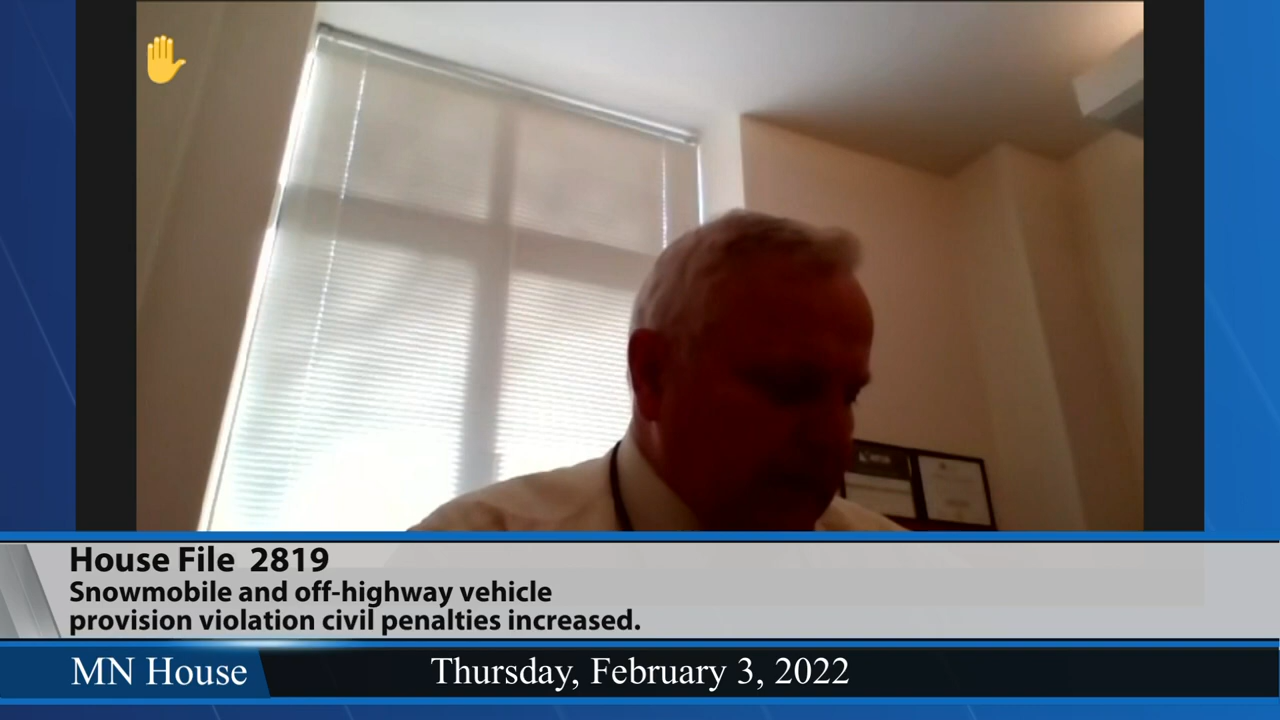 House File 2819
Snowmobile and off-highway vehicle
provision violation civil penalties increased.
MN House
Thursday, February 3, 2022